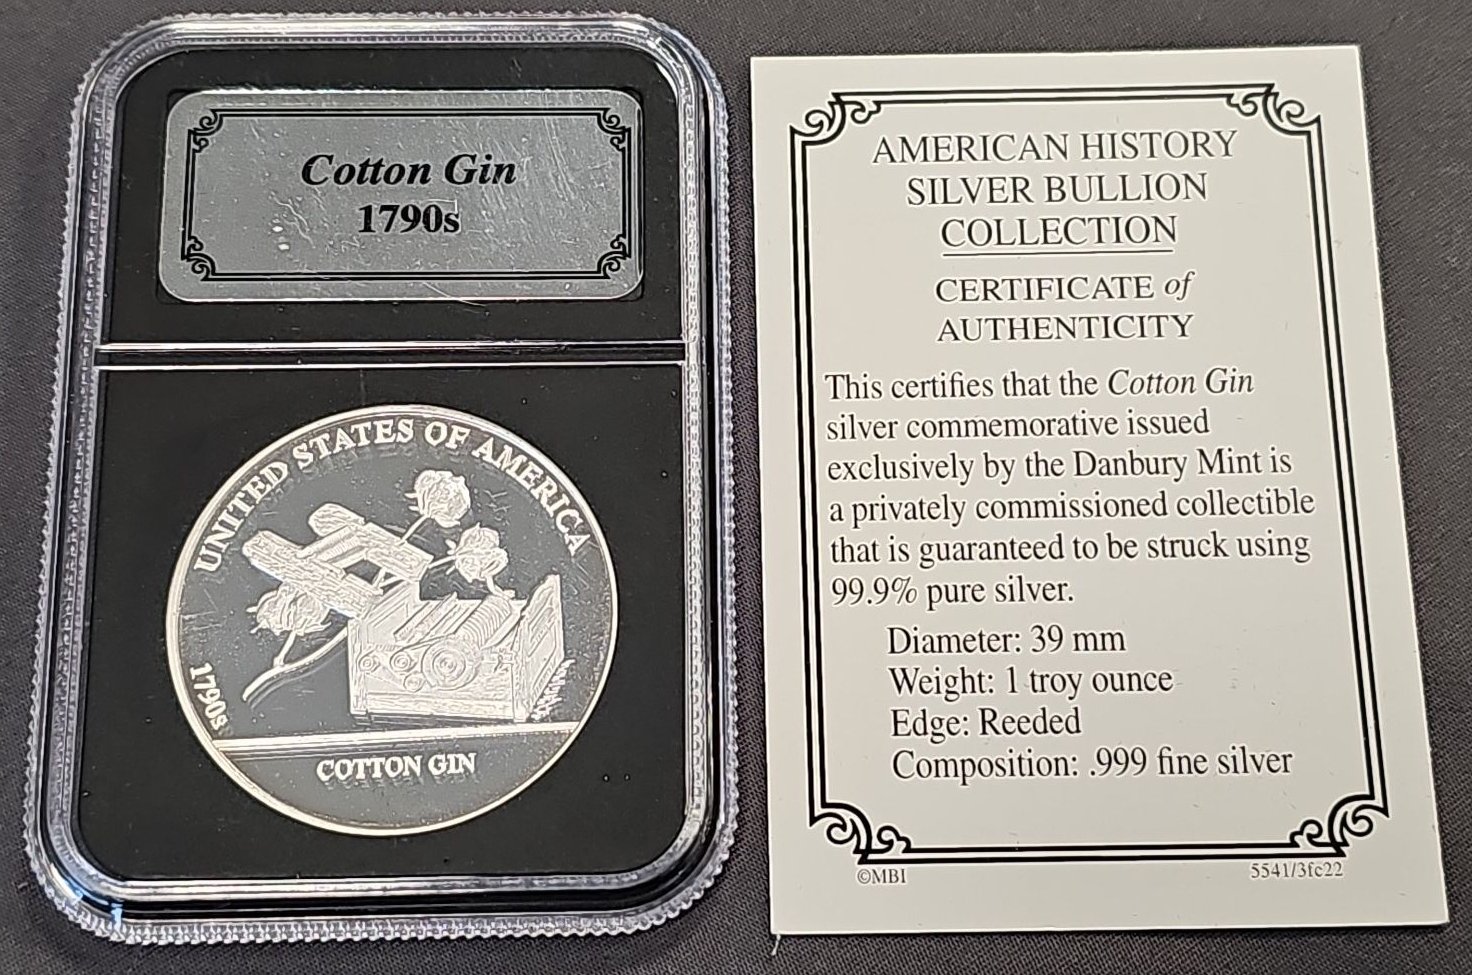 Cotton Gin
1790s
UNITED STATES OF AMERICA
1790s
COTTON GIN
AMERICAN HISTORY
SILVER BULLION
COLLECTION
CERTIFICATE of
AUTHENTICITY
This certifies that the Cotton Gin
silver commemorative issued
exclusively by the Danbury Mint is
a privately commissioned collectible
that is guaranteed to be struck using
99.9% pure silver.
Diameter: 39 mm
Weight: 1 troy ounce
Edge: Reeded
Composition: .999 fine silver
©MBI
5541/3fc22